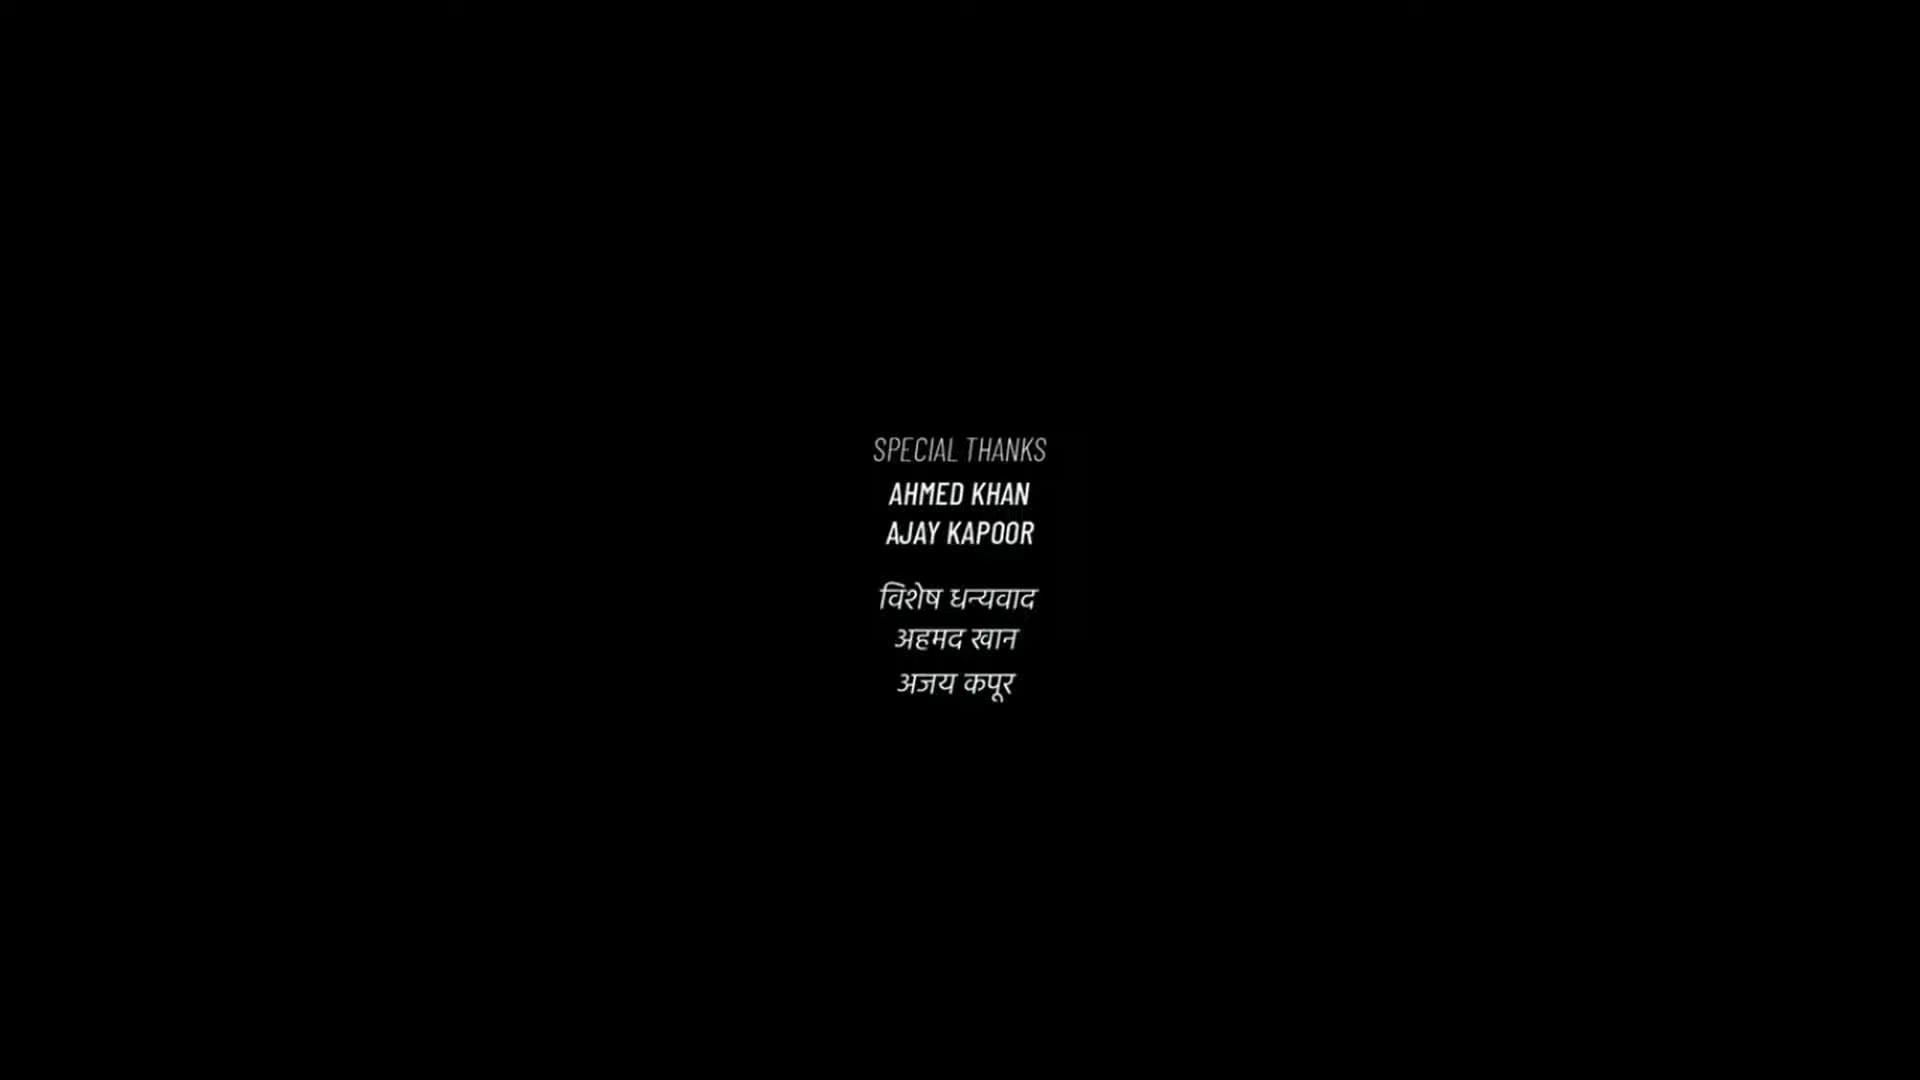 SPECIAL THANKS
AHMED KHAN
AJAY KAPOOR
विशेष धन्यवाद
अहमद खान
अजय कपूर